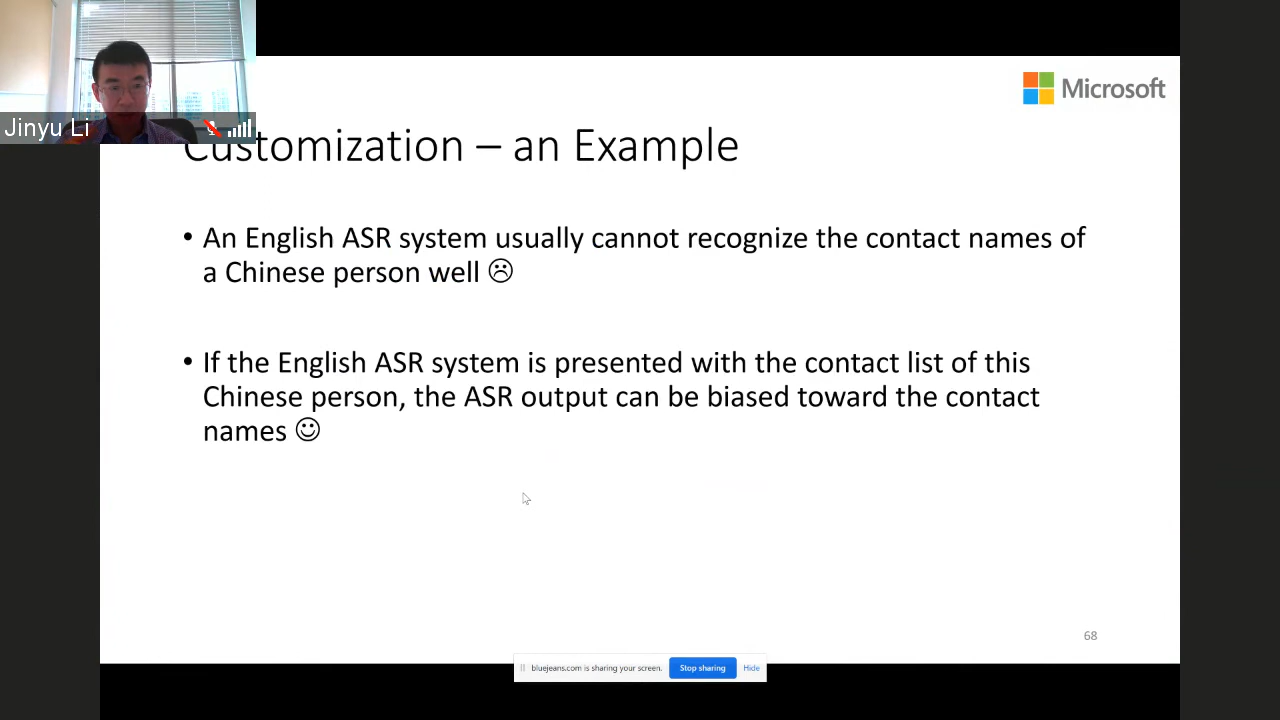 Microsoft
Jinyu Li
Customization – an Example
• An English ASR system usually cannot recognize the contact names of
a Chinese person well ☹
• If the English ASR system is presented with the contact list of this
Chinese person, the ASR output can be biased toward the contact
names ☺
68
bluejeans.com is sharing your screen. Stop sharing Hide